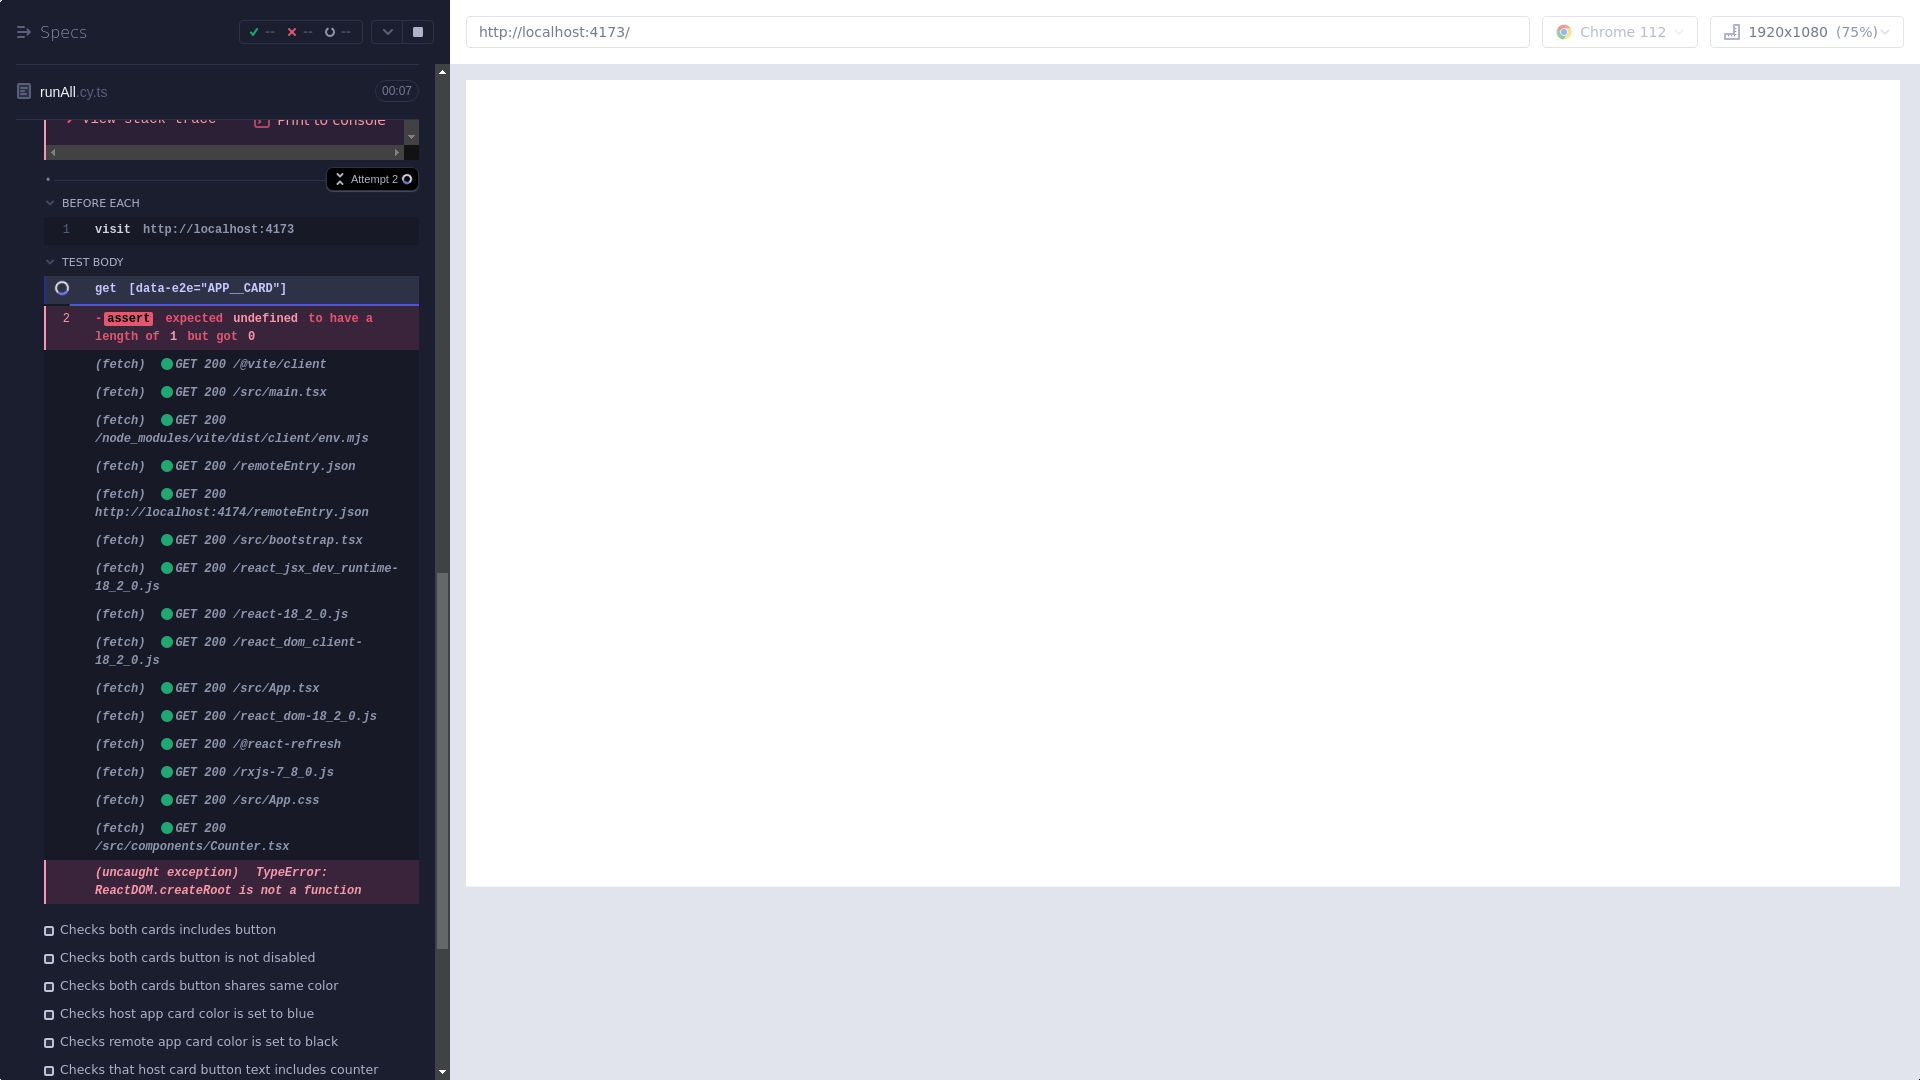 Specs
-- -- --
http://localhost:4173/
Chrome 112
1920x1080 (75%)
runAll.cy.ts
00:07
View stack trace
Print to console
Attempt 2
BEFORE EACH
1 visit http://localhost:4173
TEST BODY
get [data-e2e="APP__CARD"]
2 -assert expected undefined to have a
length of 1 but got 0
(fetch) GET 200 /@vite/client
(fetch) GET 200 /src/main.tsx
(fetch) GET 200
/node_modules/vite/dist/client/env.mjs
(fetch) GET 200 /remoteEntry.json
(fetch) GET 200
http://localhost:4174/remoteEntry.json
(fetch) GET 200 /src/bootstrap.tsx
(fetch) GET 200 /react_jsx_dev_runtime-
18_2_0.js
(fetch) GET 200 /react-18_2_0.js
(fetch) GET 200 /react_dom_client-
18_2_0.js
(fetch) GET 200 /src/App.tsx
(fetch) GET 200 /react_dom-18_2_0.js
(fetch) GET 200 /@react-refresh
(fetch) GET 200 /rxjs-7_8_0.js
(fetch) GET 200 /src/App.css
(fetch) GET 200
/src/components/Counter.tsx
(uncaught exception) TypeError:
ReactDOM.createRoot is not a function
Checks both cards includes button
Checks both cards button is not disabled
Checks both cards button shares same color
Checks host app card color is set to blue
Checks remote app card color is set to black
Checks that host card button text includes counter